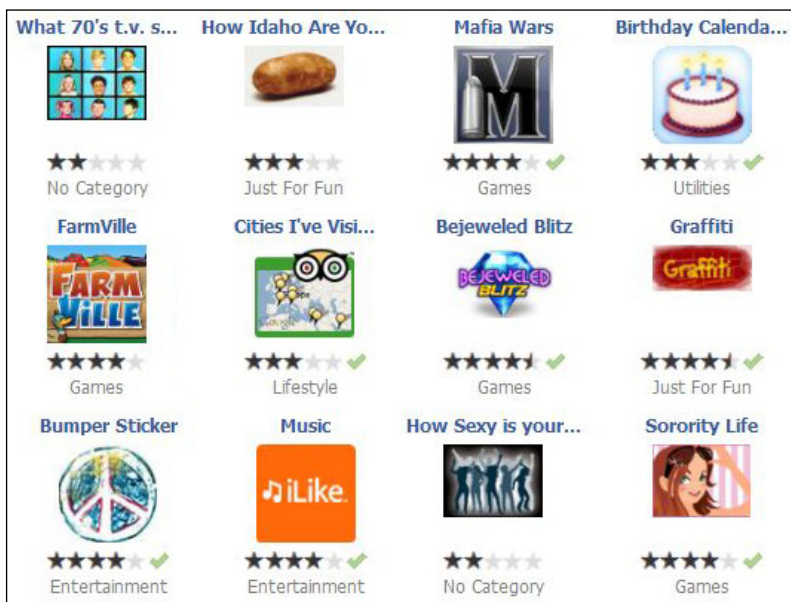 What 70's t.v. s...
How Idaho Are Yo...
Mafia Wars
Birthday Calenda...
M
M
No Category
Just For Fun
Games
Utilities
FarmVille
Cities I've Visi...
Bejeweled Blitz
Graffiti
FARM
VILLE
Google
BEJEWELED
BLITZ
Graffiti
Games
Lifestyle
Games
Just For Fun
Bumper Sticker
Music
How Sexy is your...
Sorority Life
iLike
Entertainment
Entertainment
No Category
Games